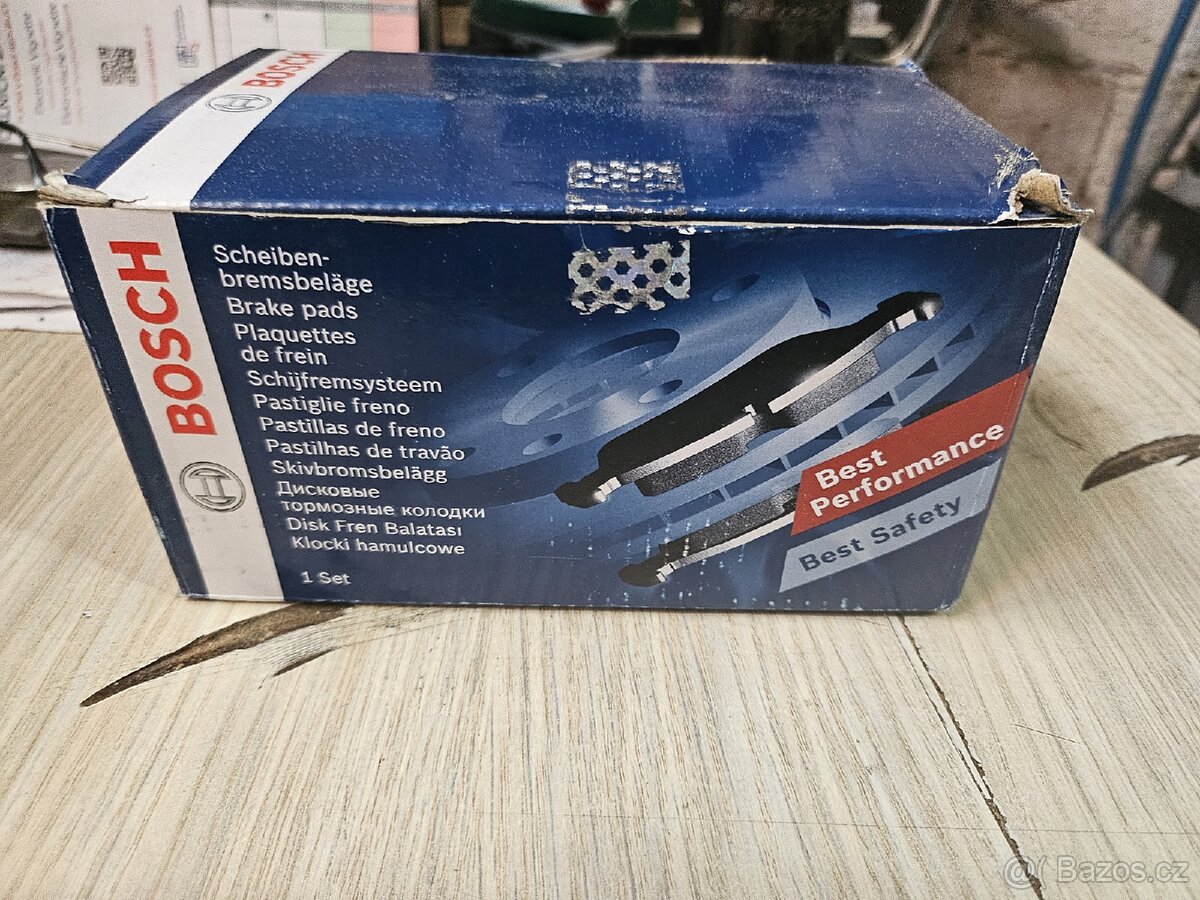 BOSCH
BOSCH
Scheiben-
bremsbeläge
Brake pads
Plaquettes
de frein
Schijfremsysteem
Pastiglie freno
Pastillas de freno
Pastilhas de travão
Skivbromsbelägg
Дисковые
тормозные колодки
Disk Fren Balatası
Klocki hamulcowe
1 Set
Best
Performance
Best Safety
Bazos.cz